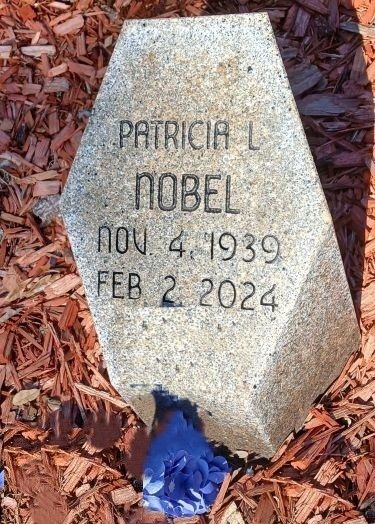 PATRICIA L
NOBEL
NOV. 4. 1939
FEB 2. 2024